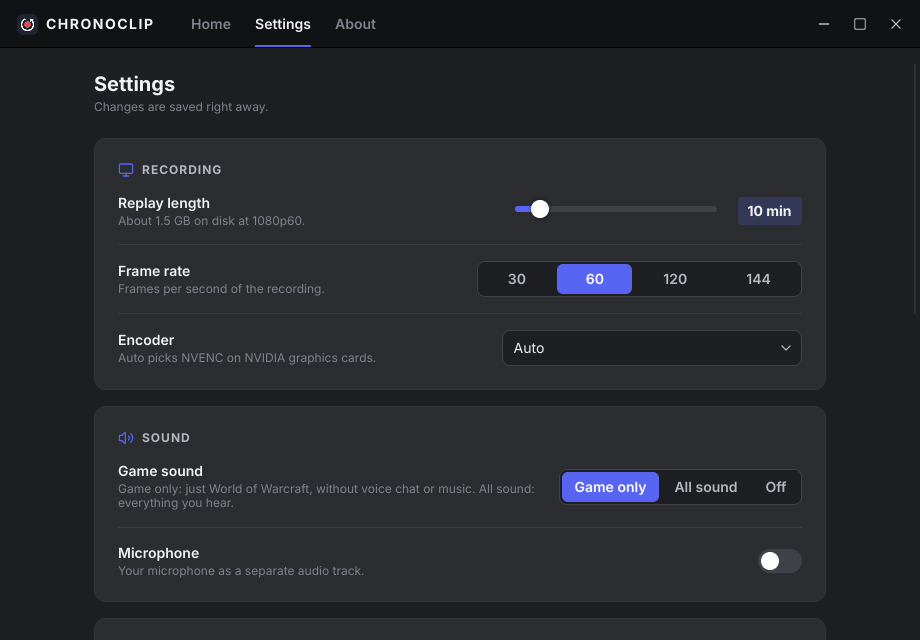 CHRONOCLIP
Home Settings About
Settings
Changes are saved right away.
RECORDING
Replay length
About 1.5 GB on disk at 1080p60.
10 min
Frame rate
Frames per second of the recording.
30 60 120 144
Encoder
Auto picks NVENC on NVIDIA graphics cards.
Auto
SOUND
Game sound
Game only: just World of Warcraft, without voice chat or music. All sound:
everything you hear.
Game only All sound Off
Microphone
Your microphone as a separate audio track.